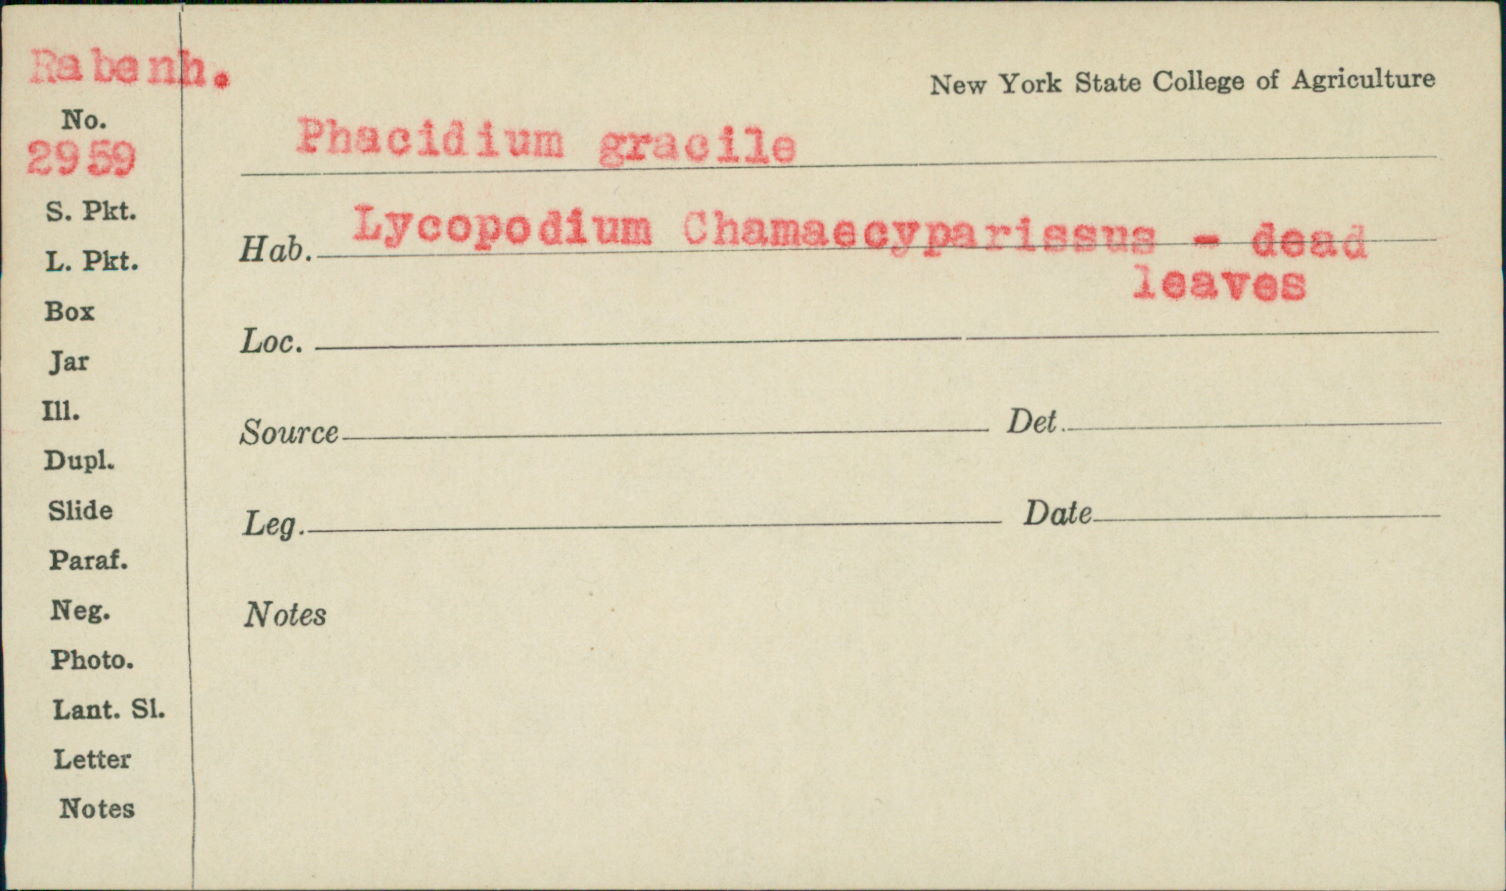 Rabenh.
No.
2959
S. Pkt.
L. Pkt.
Box
Jar
Ill.
Dupl.
Slide
Paraf.
Neg.
Photo.
Lant. Sl.
Letter
Notes
New York State College of Agriculture
Phacidium gracile
Hab. Lycopodium Chamaecyparissus - dead
leaves
Loc.
Source Det.
Leg. Date
Notes